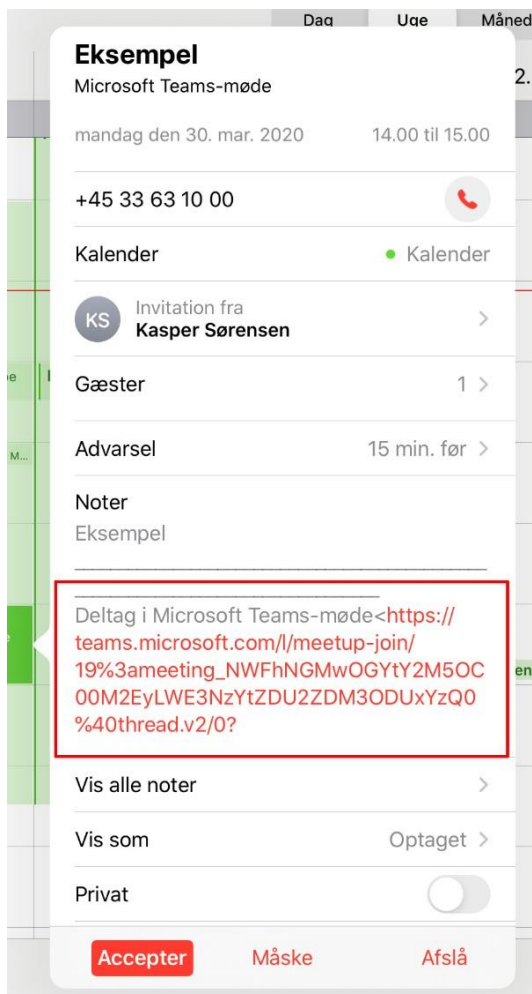 Dag Uge Måned
Eksempel
Microsoft Teams-møde
2.
mandag den 30. mar. 2020 14.00 til 15.00
+45 33 63 10 00
Kalender Kalender
KS Invitation fra
Kasper Sørensen
Gæster 1
Advarsel 15 min. før
M...
Noter
Eksempel
Deltag i Microsoft Teams-møde<https://
teams.microsoft.com/l/meetup-join/
19%3ameeting_NWFhNGMwOGYtY2M5OC
00M2EyLWE3NzYtZDU2ZDM3ODUxYzQ0
%40thread.v2/0?
Vis alle noter
Vis som Optaget
Privat
Accepter Måske Afslå